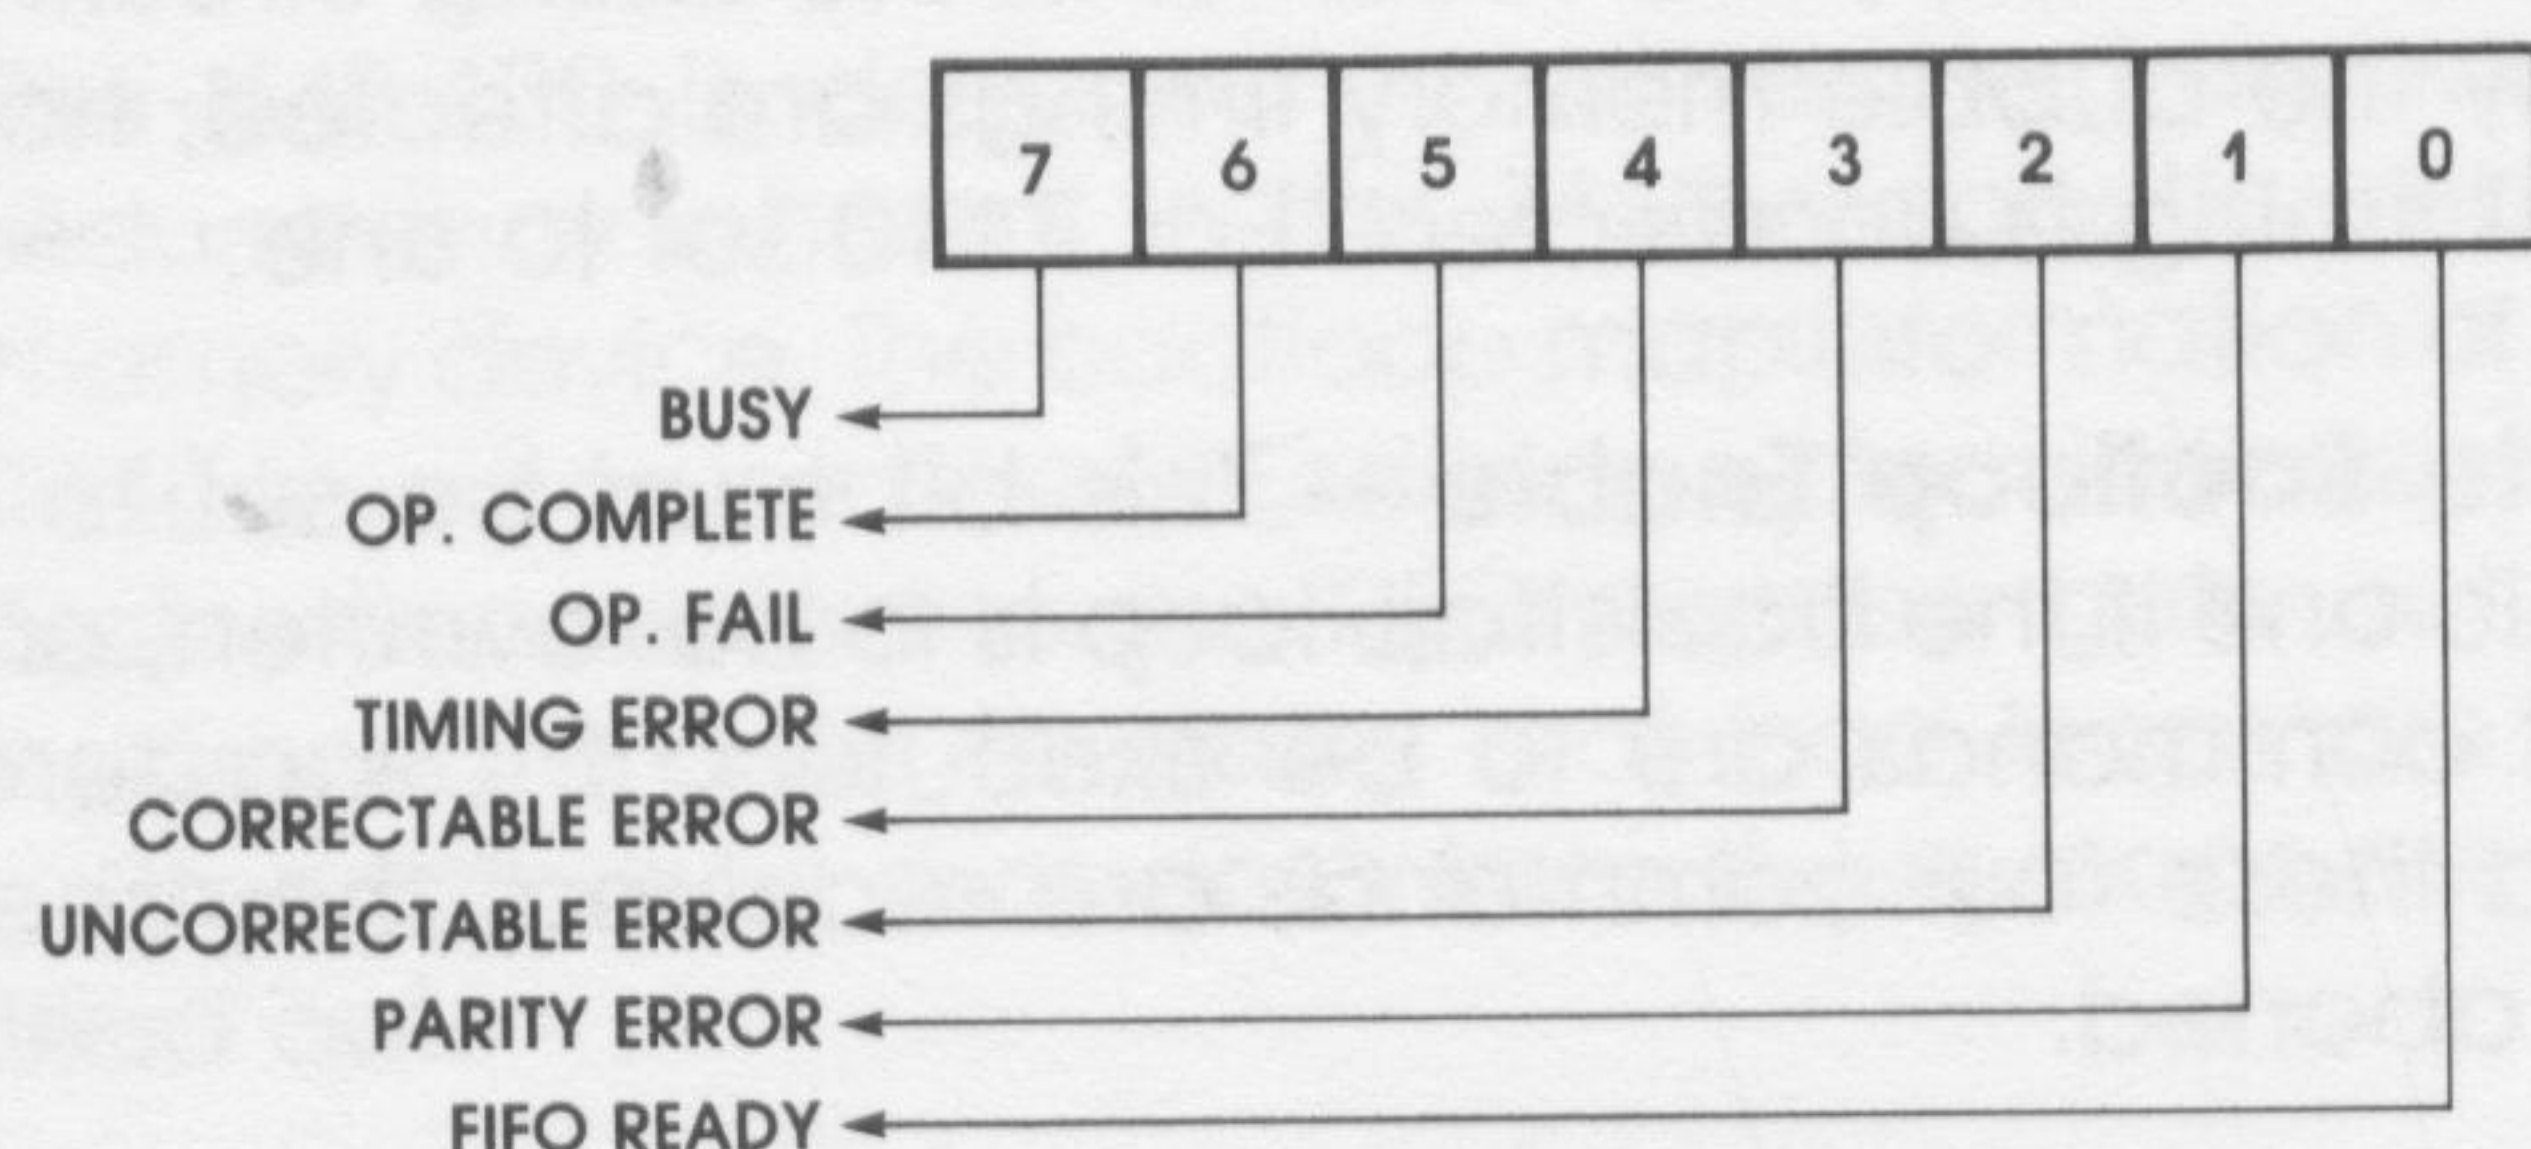 7 6 5 4 3 2 1 0
BUSY
OP. COMPLETE
OP. FAIL
TIMING ERROR
CORRECTABLE ERROR
UNCORRECTABLE ERROR
PARITY ERROR
FIFO READY